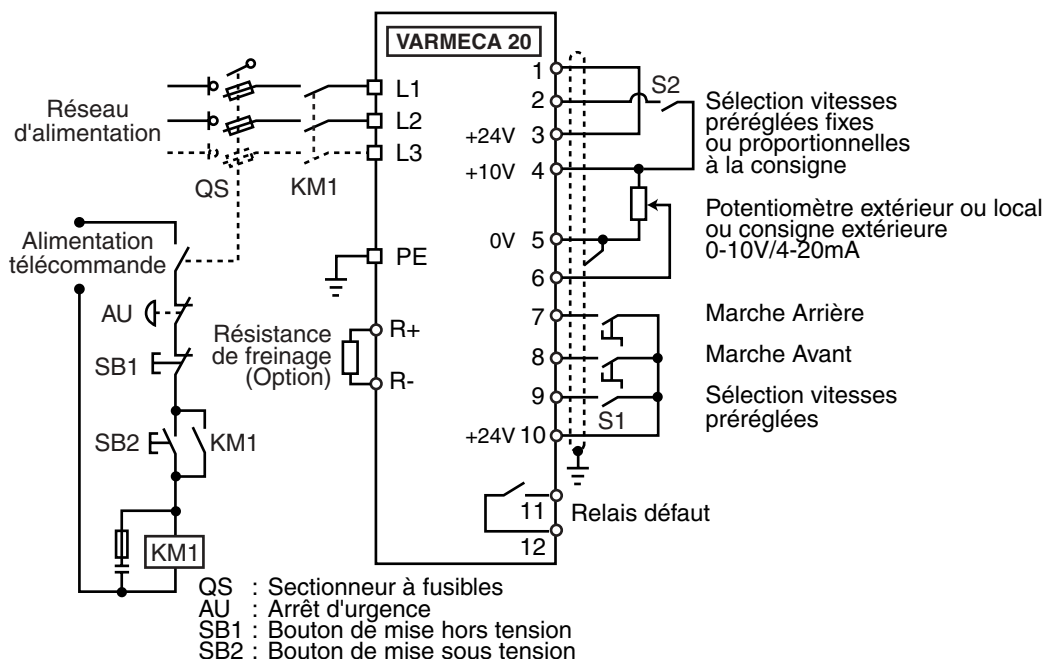 VARMECA 20
Réseau
d'alimentation
L1
L2
L3
QS
KM1
PE
Alimentation
télécommande
AU
SB1
SB2
KM1
KM1
Résistance
de freinage
(Option)
R+
R-
1
2
+24V 3
+10V 4
0V 5
6
7
8
9
+24V 10
11
12
S2
S1
Sélection vitesses
préréglées fixes
ou proportionnelles
à la consigne
Potentiomètre extérieur ou local
ou consigne extérieure
0-10V/4-20mA
Marche Arrière
Marche Avant
Sélection vitesses
préréglées
Relais défaut
QS : Sectionneur à fusibles
AU : Arrêt d'urgence
SB1 : Bouton de mise hors tension
SB2 : Bouton de mise sous tension